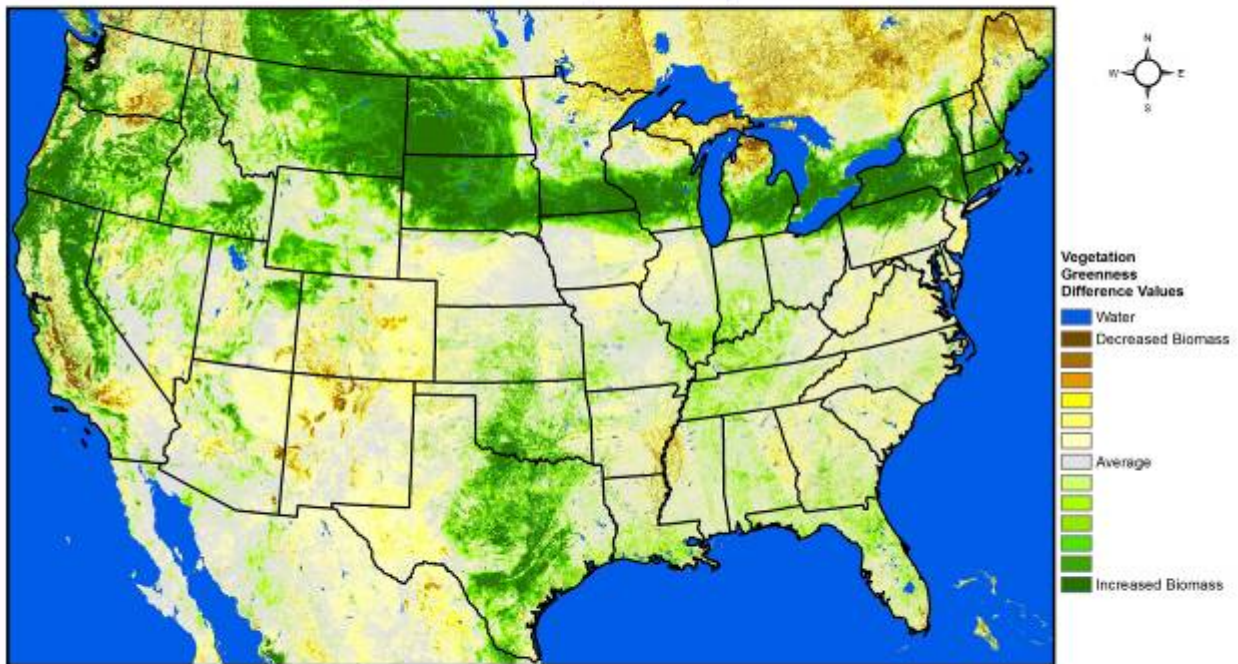 N
W E
S
Vegetation
Greenness
Difference Values
Water
Decreased Biomass
Average
Increased Biomass